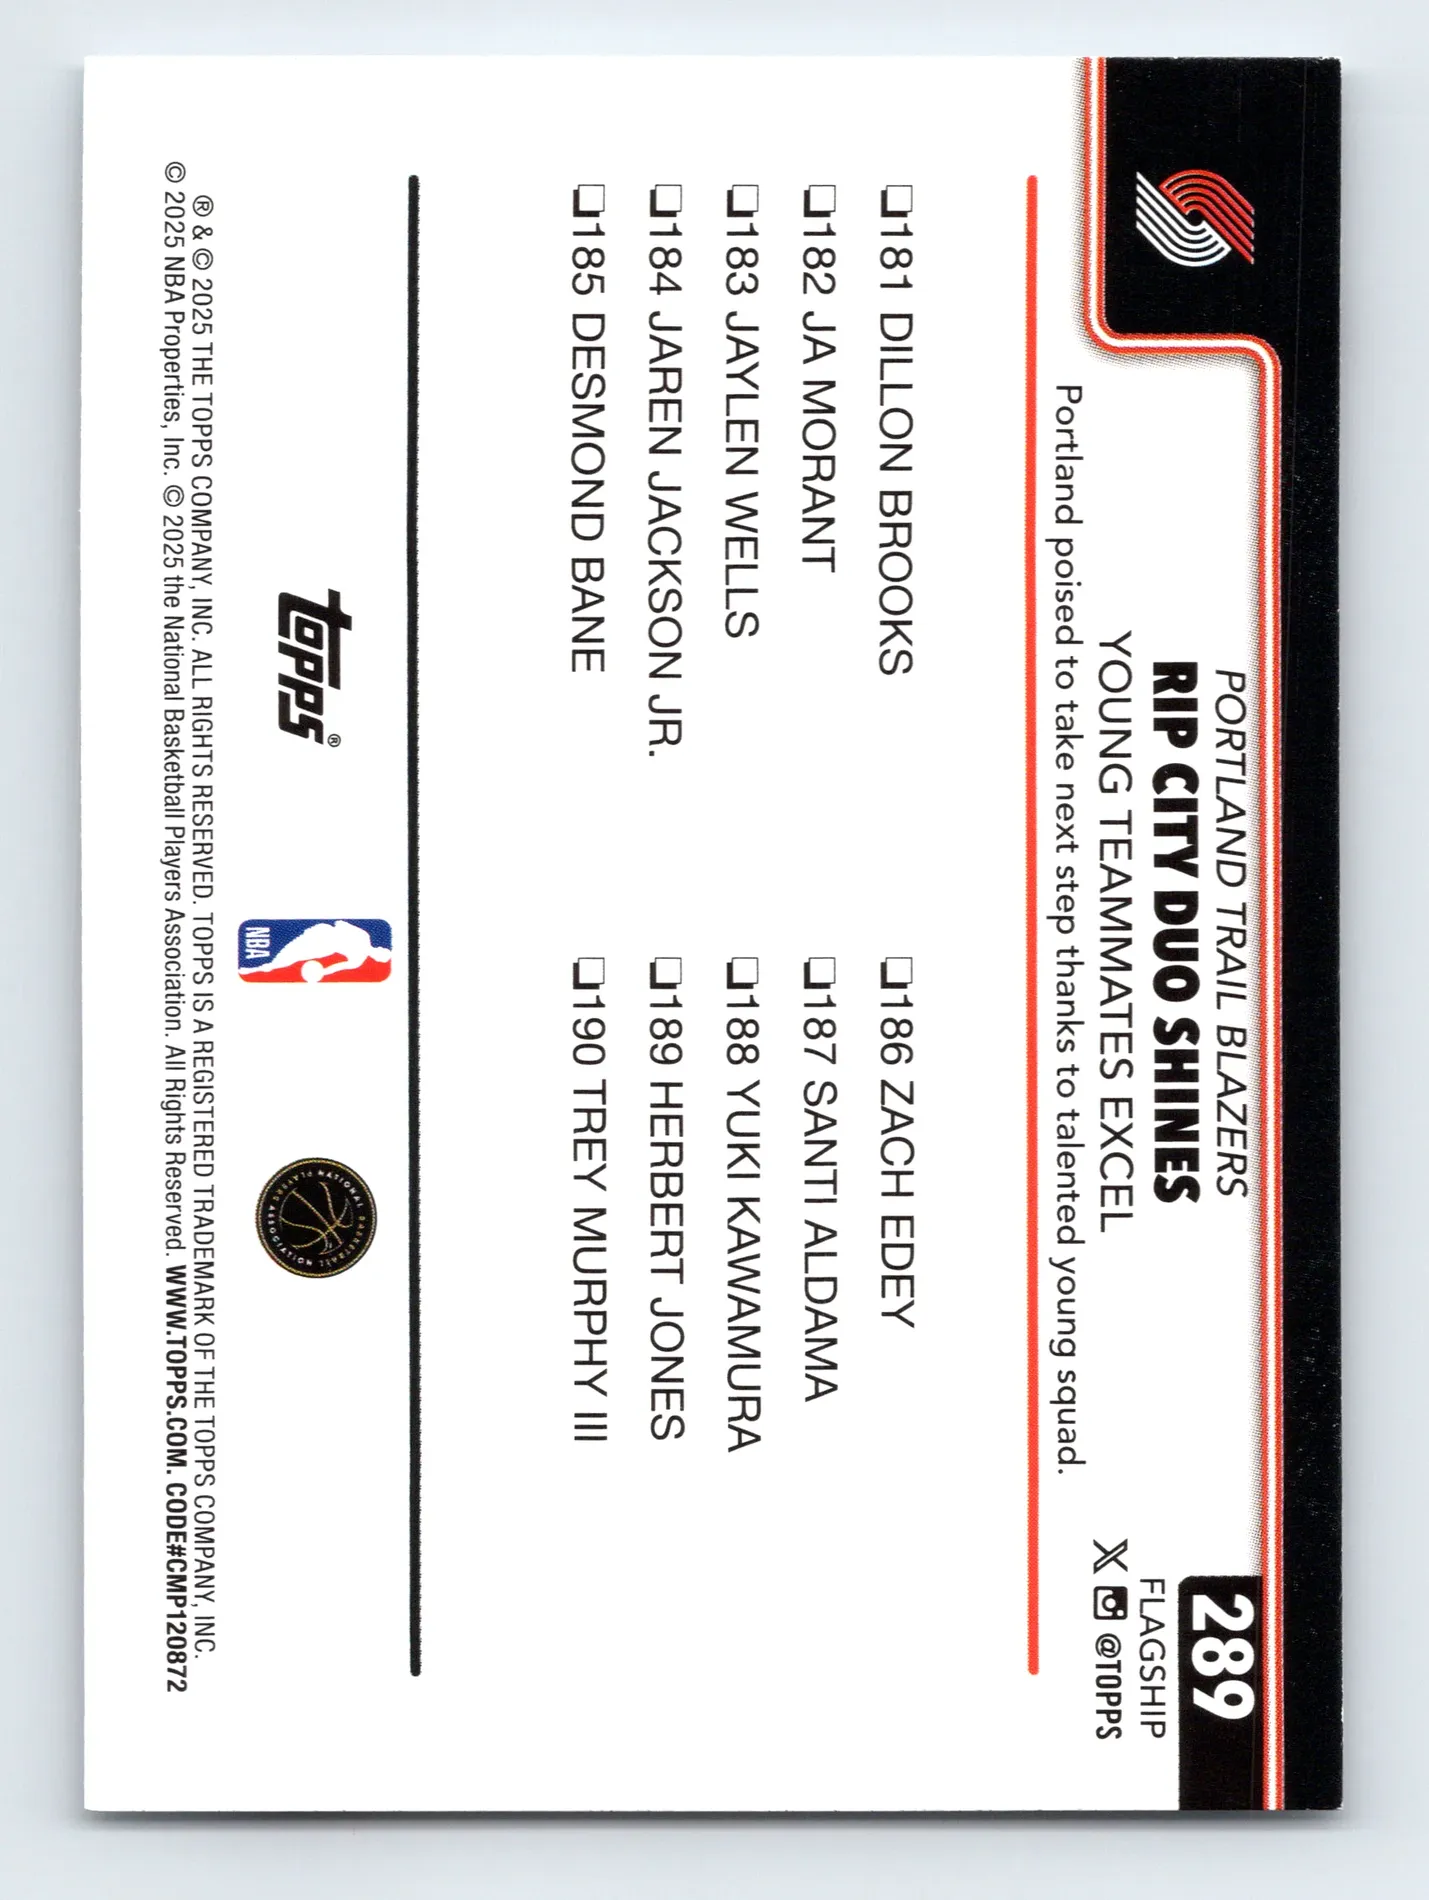 PORTLAND TRAIL BLAZERS
RIP CITY DUO SHINES
YOUNG TEAMMATES EXCEL
Portland poised to take next step thanks to talented young squad.
289
FLAGSHIP
X @TOPPS
181 DILLON BROOKS
182 JA MORANT
183 JAYLEN WELLS
184 JAREN JACKSON JR.
185 DESMOND BANE
186 ZACH EDEY
187 SANTI ALDAMA
188 YUKI KAWAMURA
189 HERBERT JONES
190 TREY MURPHY III
topps®
NBA
NATIONAL BASKETBALL PLAYERS ASSOCIATION
® & © 2025 THE TOPPS COMPANY, INC. ALL RIGHTS RESERVED. TOPPS IS A REGISTERED TRADEMARK OF THE TOPPS COMPANY, INC.
© 2025 NBA Properties, Inc. © 2025 the National Basketball Players Association. All Rights Reserved. WWW.TOPPS.COM. CODE#CMP120872